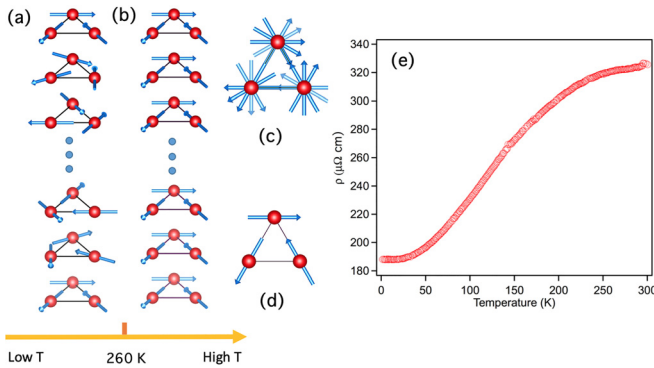 (a)
(b)
(c)
(d)
Low T
260 K
High T
(e)
340
320
300
280
260
240
220
200
180
ρ (μΩ cm)
0
50
100
150
200
250
300
Temperature (K)